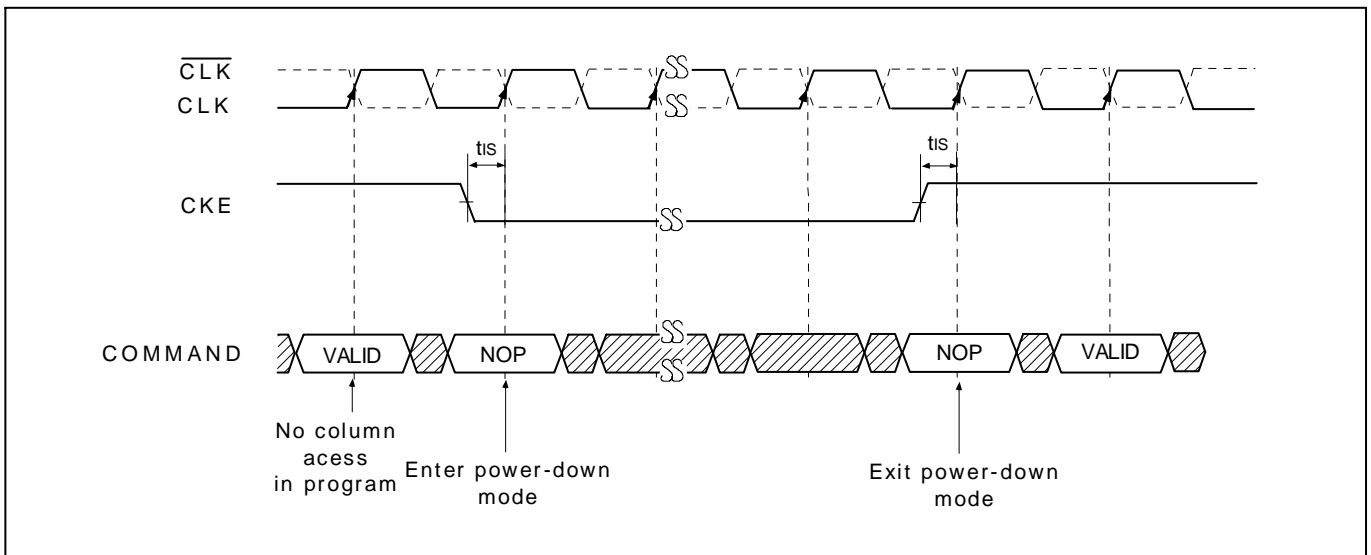 CLK
CLK
tIS
tIS
CKE
COMMAND
VALID
NOP
NOP
VALID
No column
acess
in program
Enter power-down
mode
Exit power-down
mode